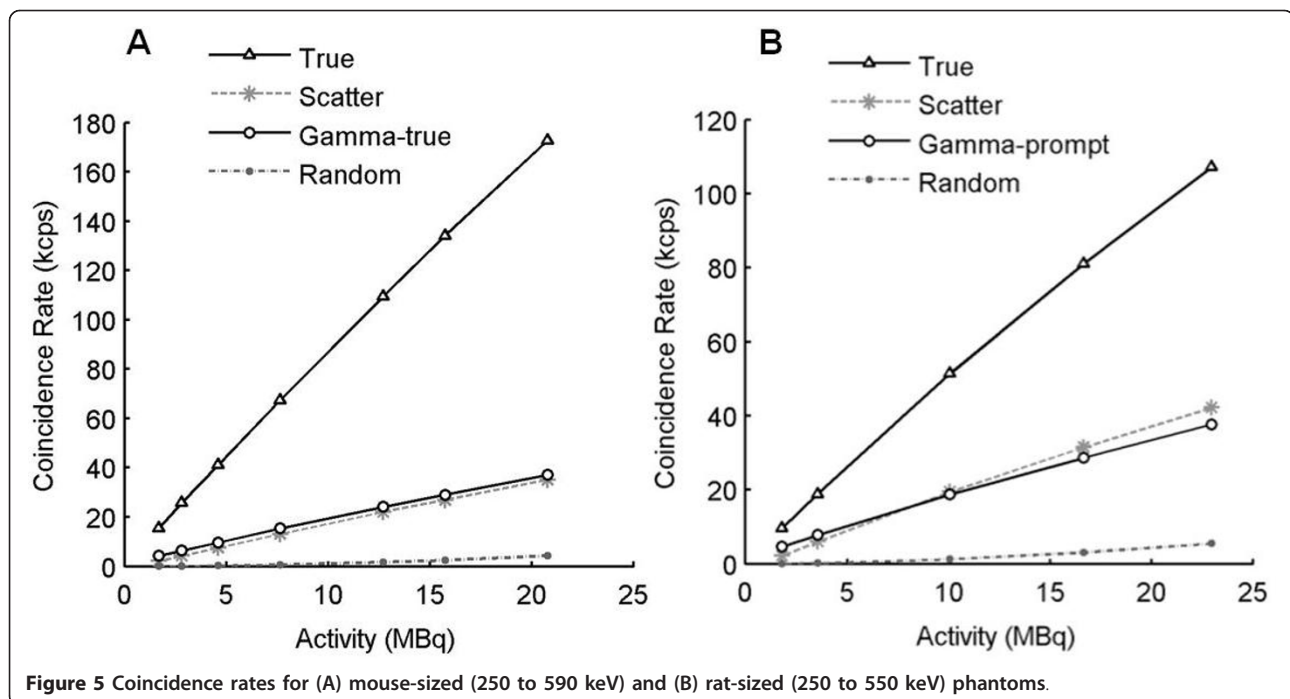 A
True
Scatter
Gamma-true
Random
180
160
140
120
100
80
60
40
20
0
Coincidence Rate (kcps)
0 5 10 15 20 25
Activity (MBq)
B
True
Scatter
Gamma-prompt
Random
120
100
80
60
40
20
0
Coincidence Rate (kcps)
0 5 10 15 20 25
Activity (MBq)
Figure 5 Coincidence rates for (A) mouse-sized (250 to 590 keV) and (B) rat-sized (250 to 550 keV) phantoms.